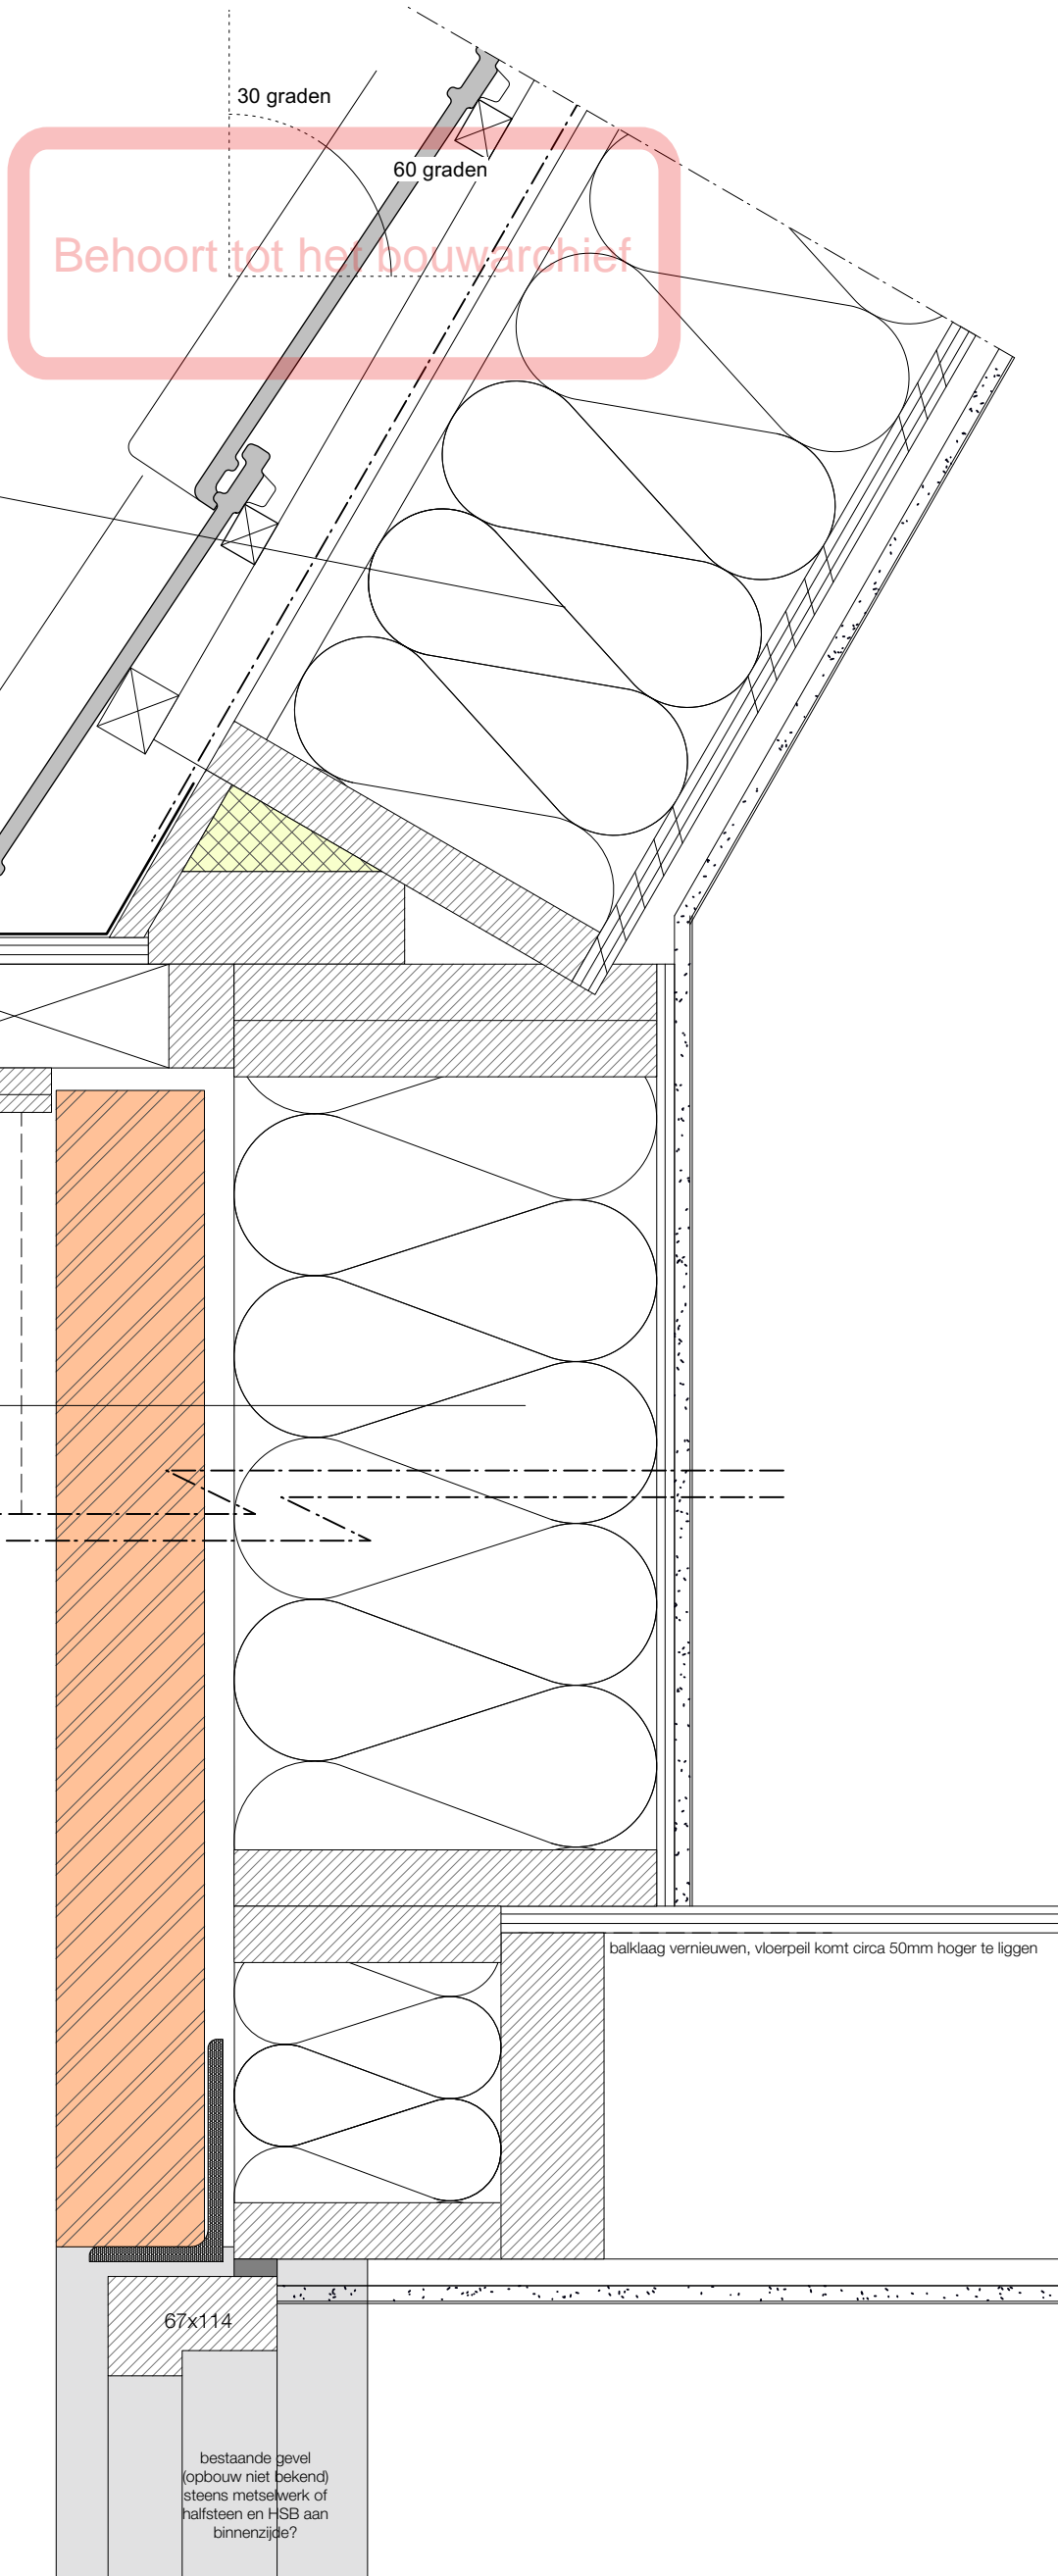 30 graden
60 graden
Behoort tot het bouwarchief
balklaag vernieuwen, vloerpeil komt circa 50mm hoger te liggen
67x114
bestaande gevel
(opbouw niet bekend)
steens metselwerk of
halfsteen en HSB aan
binnenzijde?